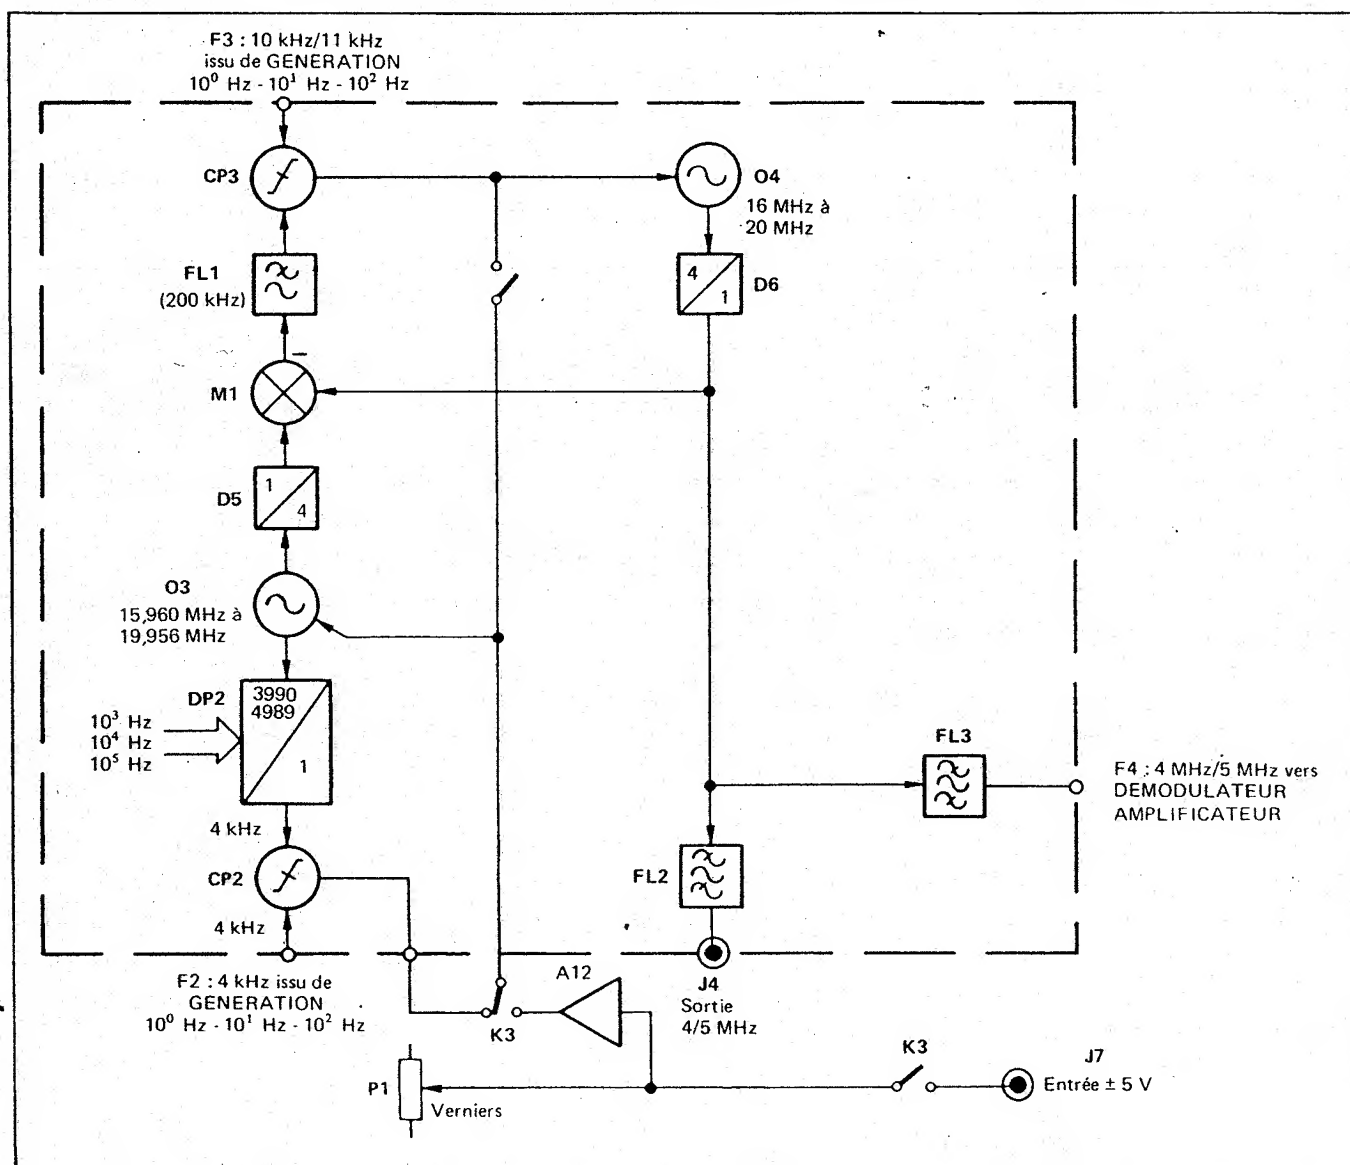 F3 : 10 kHz/11 kHz
issu de GENERATION
10⁰ Hz - 10¹ Hz - 10² Hz
CP3
O4
16 MHz à
20 MHz
FL1
(200 kHz)
4
1
D6
–
M1
D5
1
4
O3
15,960 MHz à
19,956 MHz
DP2
3990
4989
1
10³ Hz
10⁴ Hz
10⁵ Hz
FL3
F4 : 4 MHz/5 MHz vers
DEMODULATEUR
AMPLIFICATEUR
4 kHz
CP2
FL2
4 kHz
F2 : 4 kHz issu de
GENERATION
10⁰ Hz - 10¹ Hz - 10² Hz
A12
J4
Sortie
4/5 MHz
K3
K3
J7
Entrée ± 5 V
P1
Verniers